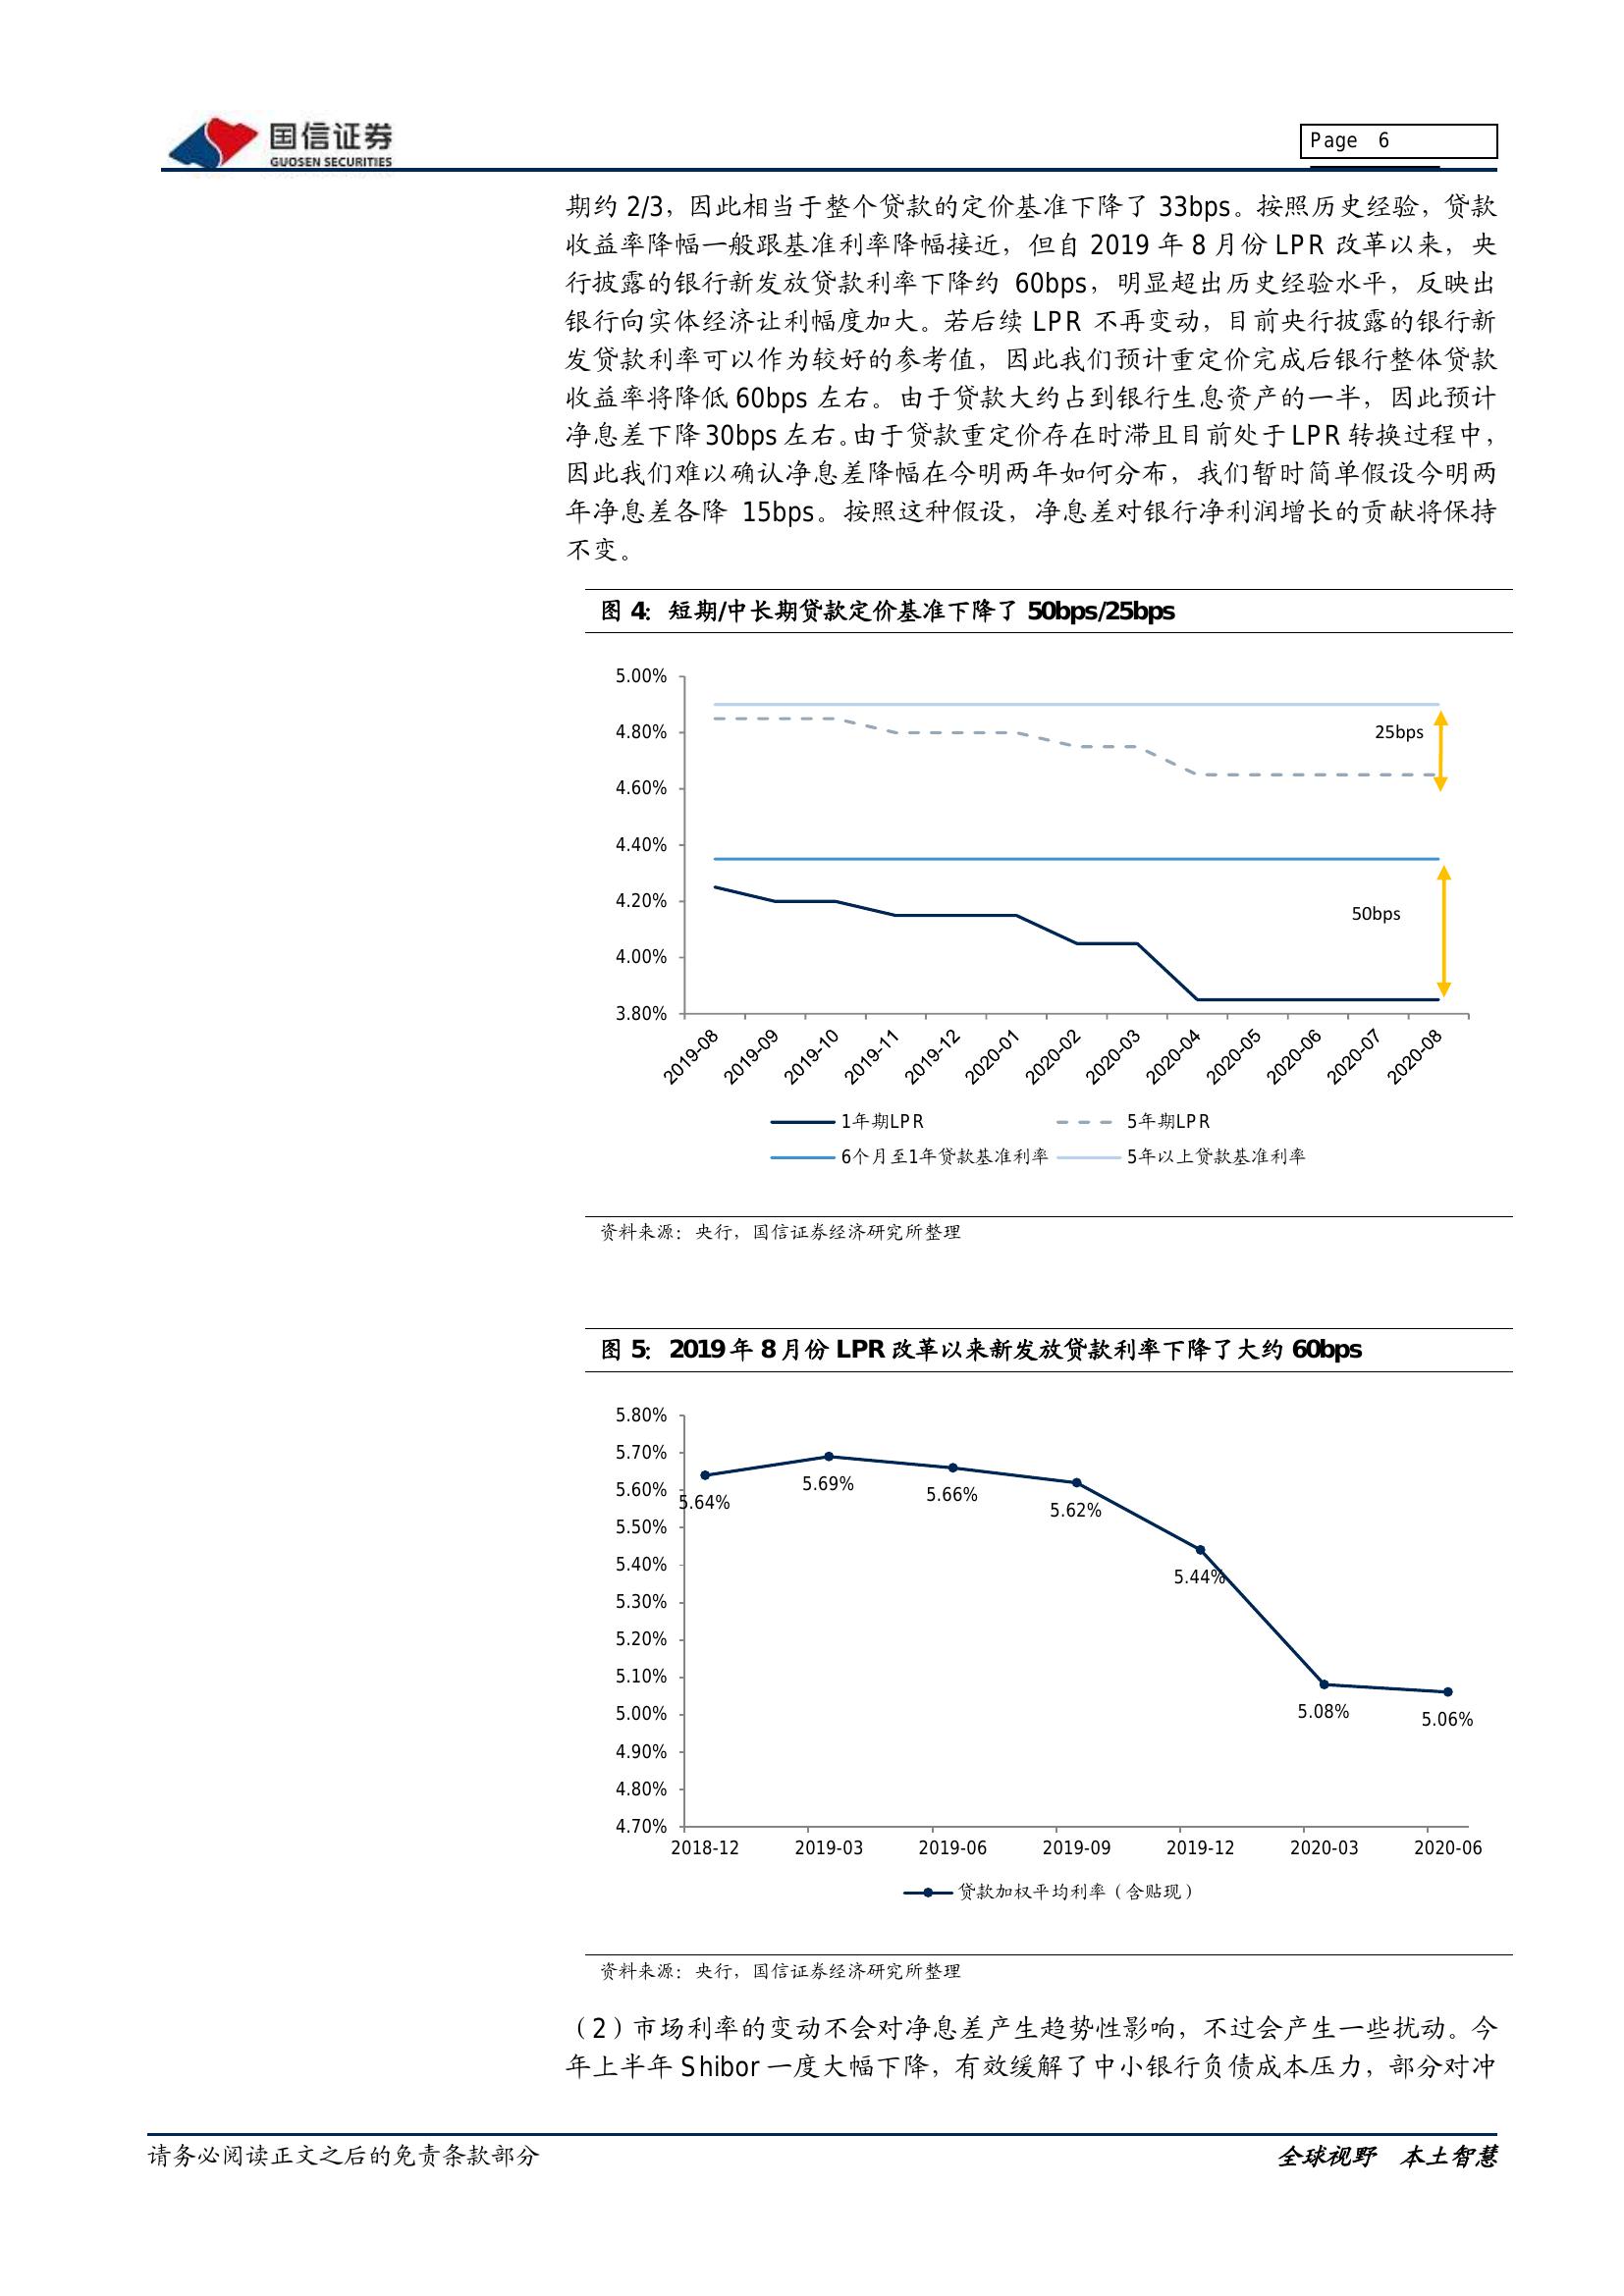 国信证券
GUOSEN SECURITIES
Page 6
期约 2/3，因此相当于整个贷款的定价基准下降了 33bps。按照历史经验，贷款
收益率降幅一般跟基准利率降幅接近，但自 2019 年 8 月份 LPR 改革以来，央
行披露的银行新发放贷款利率下降约 60bps，明显超出历史经验水平，反映出
银行向实体经济让利幅度加大。若后续 LPR 不再变动，目前央行披露的银行新
发贷款利率可以作为较好的参考值，因此我们预计重定价完成后银行整体贷款
收益率将降低 60bps 左右。由于贷款大约占到银行生息资产的一半，因此预计
净息差下降 30bps 左右。由于贷款重定价存在时滞且目前处于 LPR 转换过程中，
因此我们难以确认净息差降幅在今明两年如何分布，我们暂时简单假设今明两
年净息差各降 15bps。按照这种假设，净息差对银行净利润增长的贡献将保持
不变。
图 4：短期/中长期贷款定价基准下降了 50bps/25bps
5.00%
4.80%
4.60%
4.40%
4.20%
4.00%
3.80%
25bps
50bps
2019-08
2019-09
2019-10
2019-11
2019-12
2020-01
2020-02
2020-03
2020-04
2020-05
2020-06
2020-07
2020-08
1年期LPR
5年期LPR
6个月至1年贷款基准利率
5年以上贷款基准利率
资料来源：央行，国信证券经济研究所整理
图 5：2019 年 8 月份 LPR 改革以来新发放贷款利率下降了大约 60bps
5.80%
5.70%
5.60%
5.50%
5.40%
5.30%
5.20%
5.10%
5.00%
4.90%
4.80%
4.70%
5.64%
5.69%
5.66%
5.62%
5.44%
5.08%
5.06%
2018-12
2019-03
2019-06
2019-09
2019-12
2020-03
2020-06
贷款加权平均利率（含贴现）
资料来源：央行，国信证券经济研究所整理
（2）市场利率的变动不会对净息差产生趋势性影响，不过会产生一些扰动。今
年上半年 Shibor 一度大幅下降，有效缓解了中小银行负债成本压力，部分对冲
请务必阅读正文之后的免责条款部分
全球视野 本土智慧